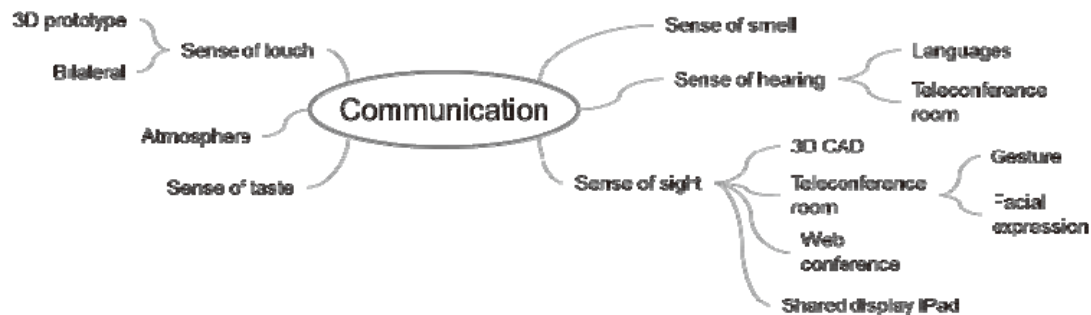 3D prototype
Bilateral
Sense of touch
Atmosphere
Sense of taste
Communication
Sense of smell
Sense of hearing
Languages
Teleconference
room
Sense of sight
3D CAD
Teleconference
room
Gesture
Facial
expression
Web
conference
Shared display iPad